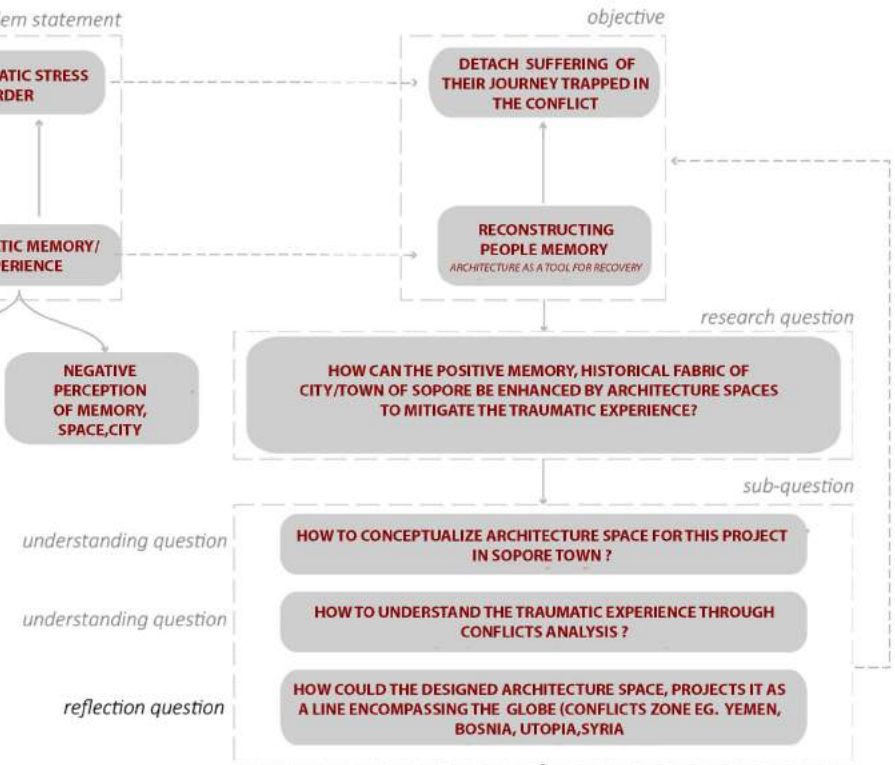 statement
objective
STRESS
DETACH SUFFERING OF
THEIR JOURNEY TRAPPED IN
THE CONFLICT
MEMORY/
RECONSTRUCTING
PEOPLE MEMORY
ARCHITECTURE AS A TOOL FOR RECOVERY
research question
NEGATIVE
PERCEPTION
OF MEMORY,
SPACE,CITY
HOW CAN THE POSITIVE MEMORY, HISTORICAL FABRIC OF
CITY/TOWN OF SOPORE BE ENHANCED BY ARCHITECTURE SPACES
TO MITIGATE THE TRAUMATIC EXPERIENCE?
sub-question
understanding question
HOW TO CONCEPTUALIZE ARCHITECTURE SPACE FOR THIS PROJECT
IN SOPORE TOWN ?
understanding question
HOW TO UNDERSTAND THE TRAUMATIC EXPERIENCE THROUGH
CONFLICTS ANALYSIS ?
reflection question
HOW COULD THE DESIGNED ARCHITECTURE SPACE, PROJECTS IT AS
A LINE ENCOMPASSING THE GLOBE (CONFLICTS ZONE EG. YEMEN,
BOSNIA, UTOPIA,SYRIA